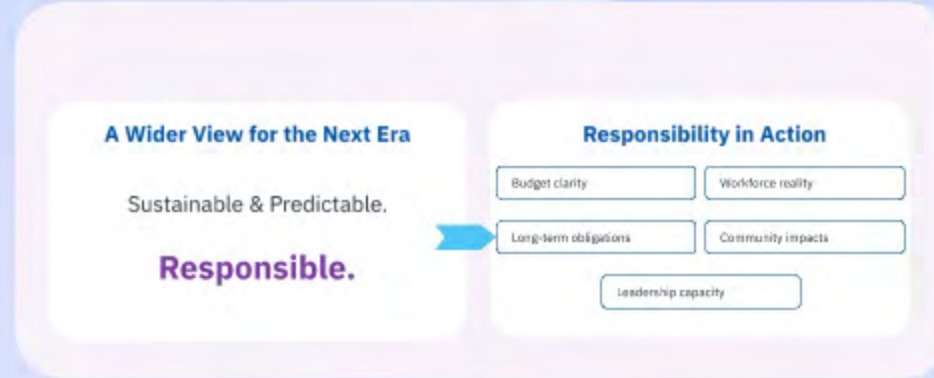 A Wider View for the Next Era
Sustainable & Predictable.
Responsible.
Responsibility in Action
Budget clarity
Workforce reality
Long-term obligations
Community impacts
Leadership capacity